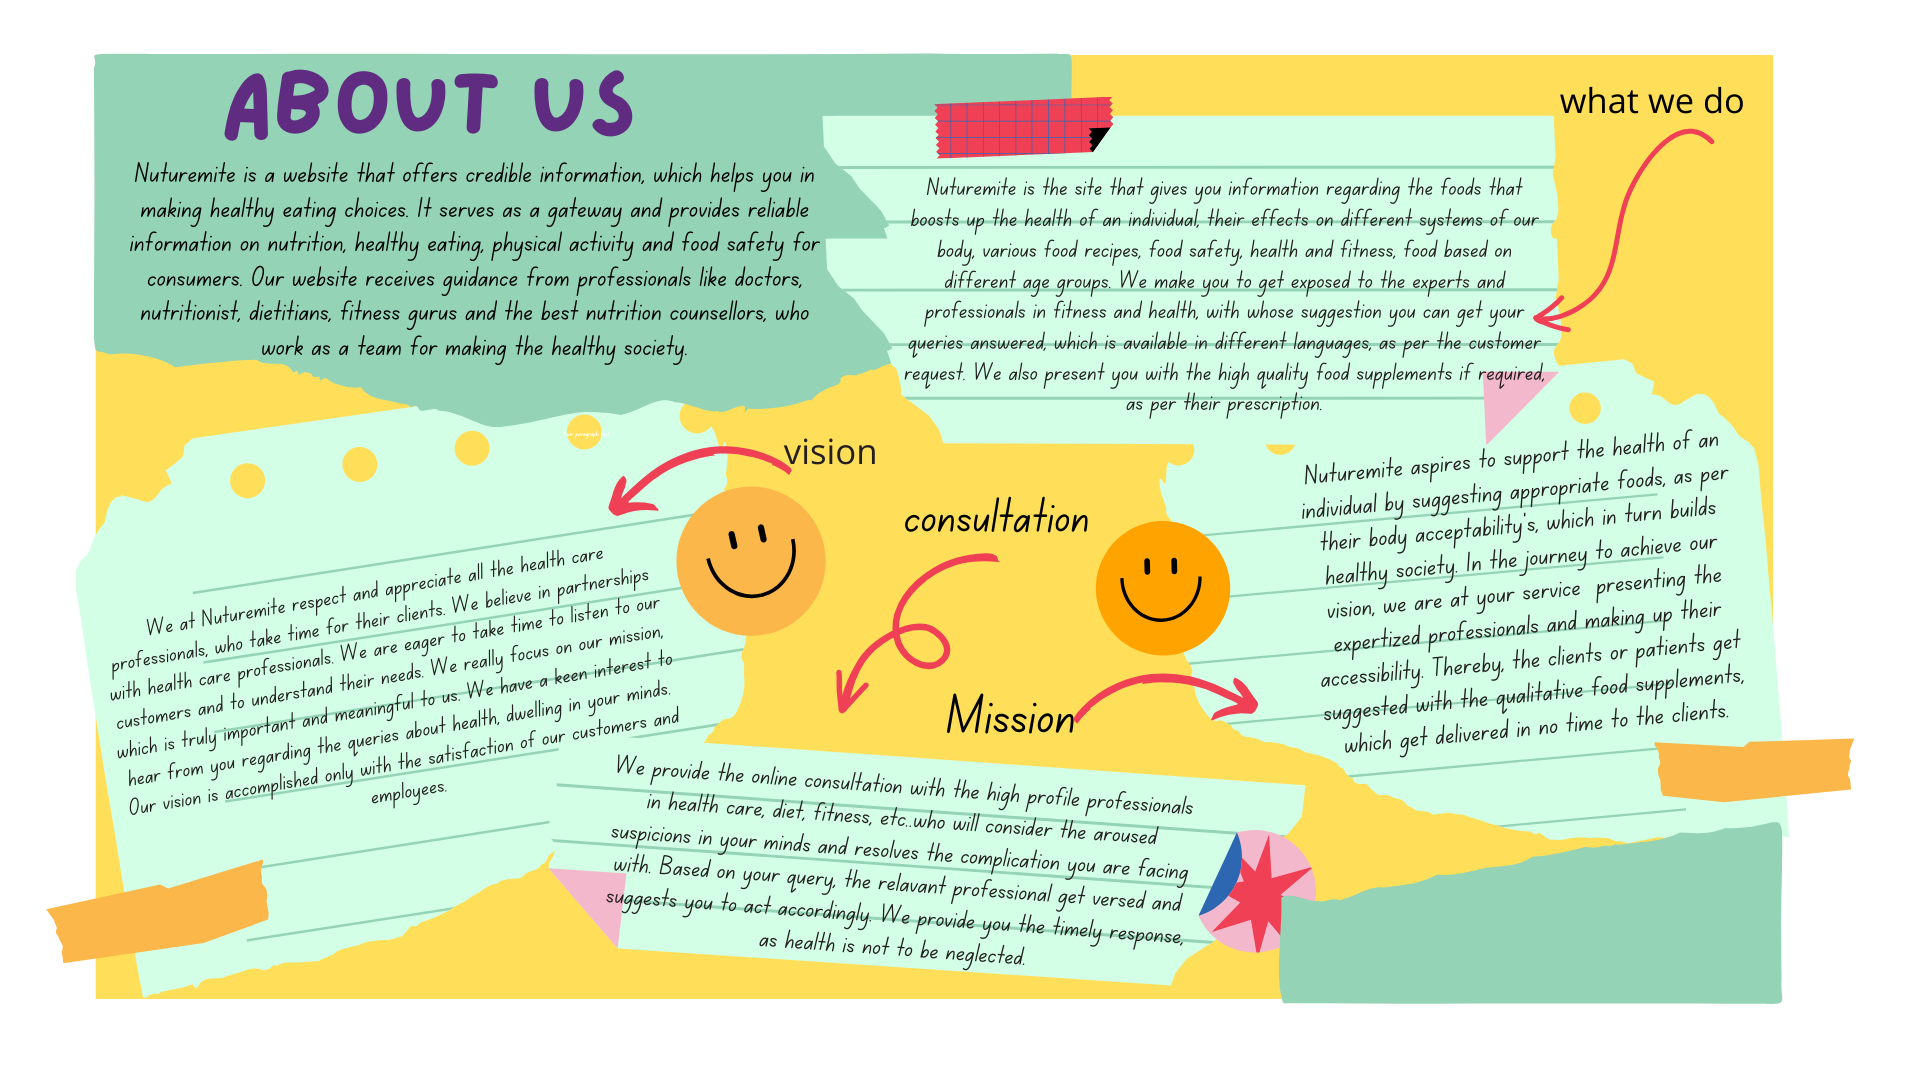 ABOUT US
Nuturemite is a website that offers credible information, which helps you in
making healthy eating choices. It serves as a gateway and provides reliable
information on nutrition, healthy eating, physical activity and food safety for
consumers. Our website receives guidance from professionals like doctors,
nutritionist, dietitians, fitness gurus and the best nutrition counsellors, who
work as a team for making the healthy society.
what we do
Nuturemite is the site that gives you information regarding the foods that
boosts up the health of an individual, their effects on different systems of our
body, various food recipes, food safety, health and fitness, food based on
different age groups. We make you to get exposed to the experts and
professionals in fitness and health, with whose suggestion you can get your
queries answered, which is available in different languages, as per the customer
request. We also present you with the high quality food supplements if required,
as per their prescription.
vision
We at Nuturemite respect and appreciate all the health care
professionals, who take time for their clients. We believe in partnerships
with health care professionals. We are eager to take time to listen to our
customers and to understand their needs. We really focus on our mission,
which is truly important and meaningful to us. We have a keen interest to
hear from you regarding the queries about health, dwelling in your minds.
Our vision is accomplished only with the satisfaction of our customers and
employees.
consultation
We provide the online consultation with the high profile professionals
in health care, diet, fitness, etc..who will consider the aroused
suspicions in your minds and resolves the complication you are facing
with. Based on your query, the relavant professional get versed and
suggests you to act accordingly. We provide you the timely response,
as health is not to be neglected.
Mission
Nuturemite aspires to support the health of an
individual by suggesting appropriate foods, as per
their body acceptability's, which in turn builds
healthy society. In the journey to achieve our
vision, we are at your service presenting the
expertized professionals and making up their
accessibility. Thereby, the clients or patients get
suggested with the qualitative food supplements,
which get delivered in no time to the clients.